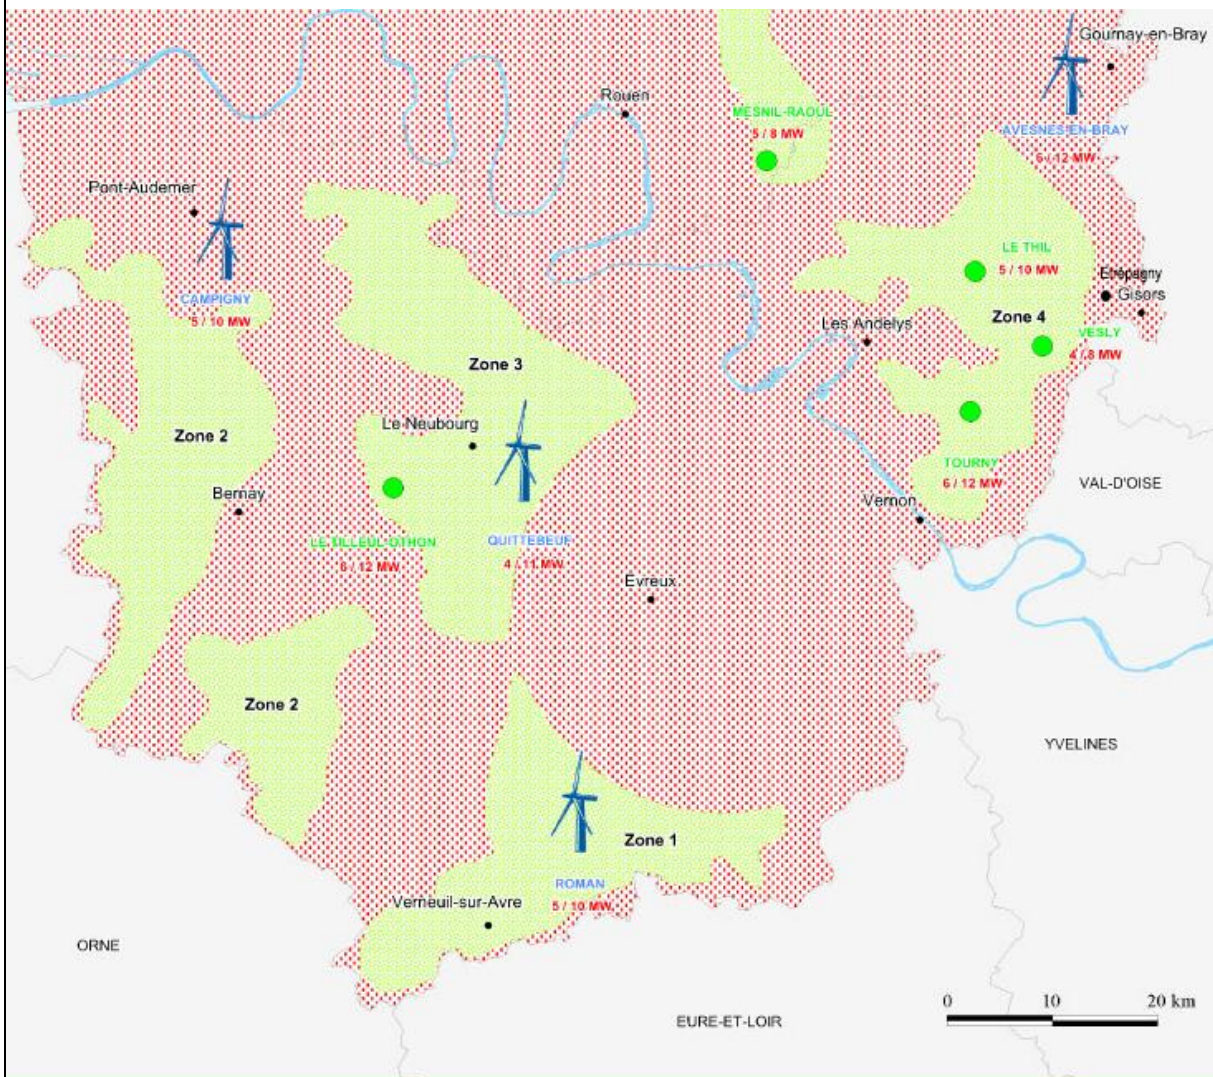 Gournay-en-Bray
Rouen
MESNIL-RAOUL
5 / 8 MW
AVESNES-EN-BRAY
6 / 12 MW
Pont-Audemer
LE THIL
5 / 10 MW
Etrépagny
Gisors
CAMPIGNY
5 / 10 MW
Zone 4
Les Andelys
VESLY
4 / 8 MW
Zone 3
Le Neubourg
Zone 2
TOURNY
6 / 12 MW
VAL-D'OISE
Bernay
Vernon
LE TILLEUL-OTHON
/ 12 MW
QUITTEBEUF
4 / 11 MW
Évreux
Zone 2
YVELINES
Zone 1
ROMAN
5 / 10 MW
Verneuil-sur-Avre
ORNE
EURE-ET-LOIR
0 10 20 km